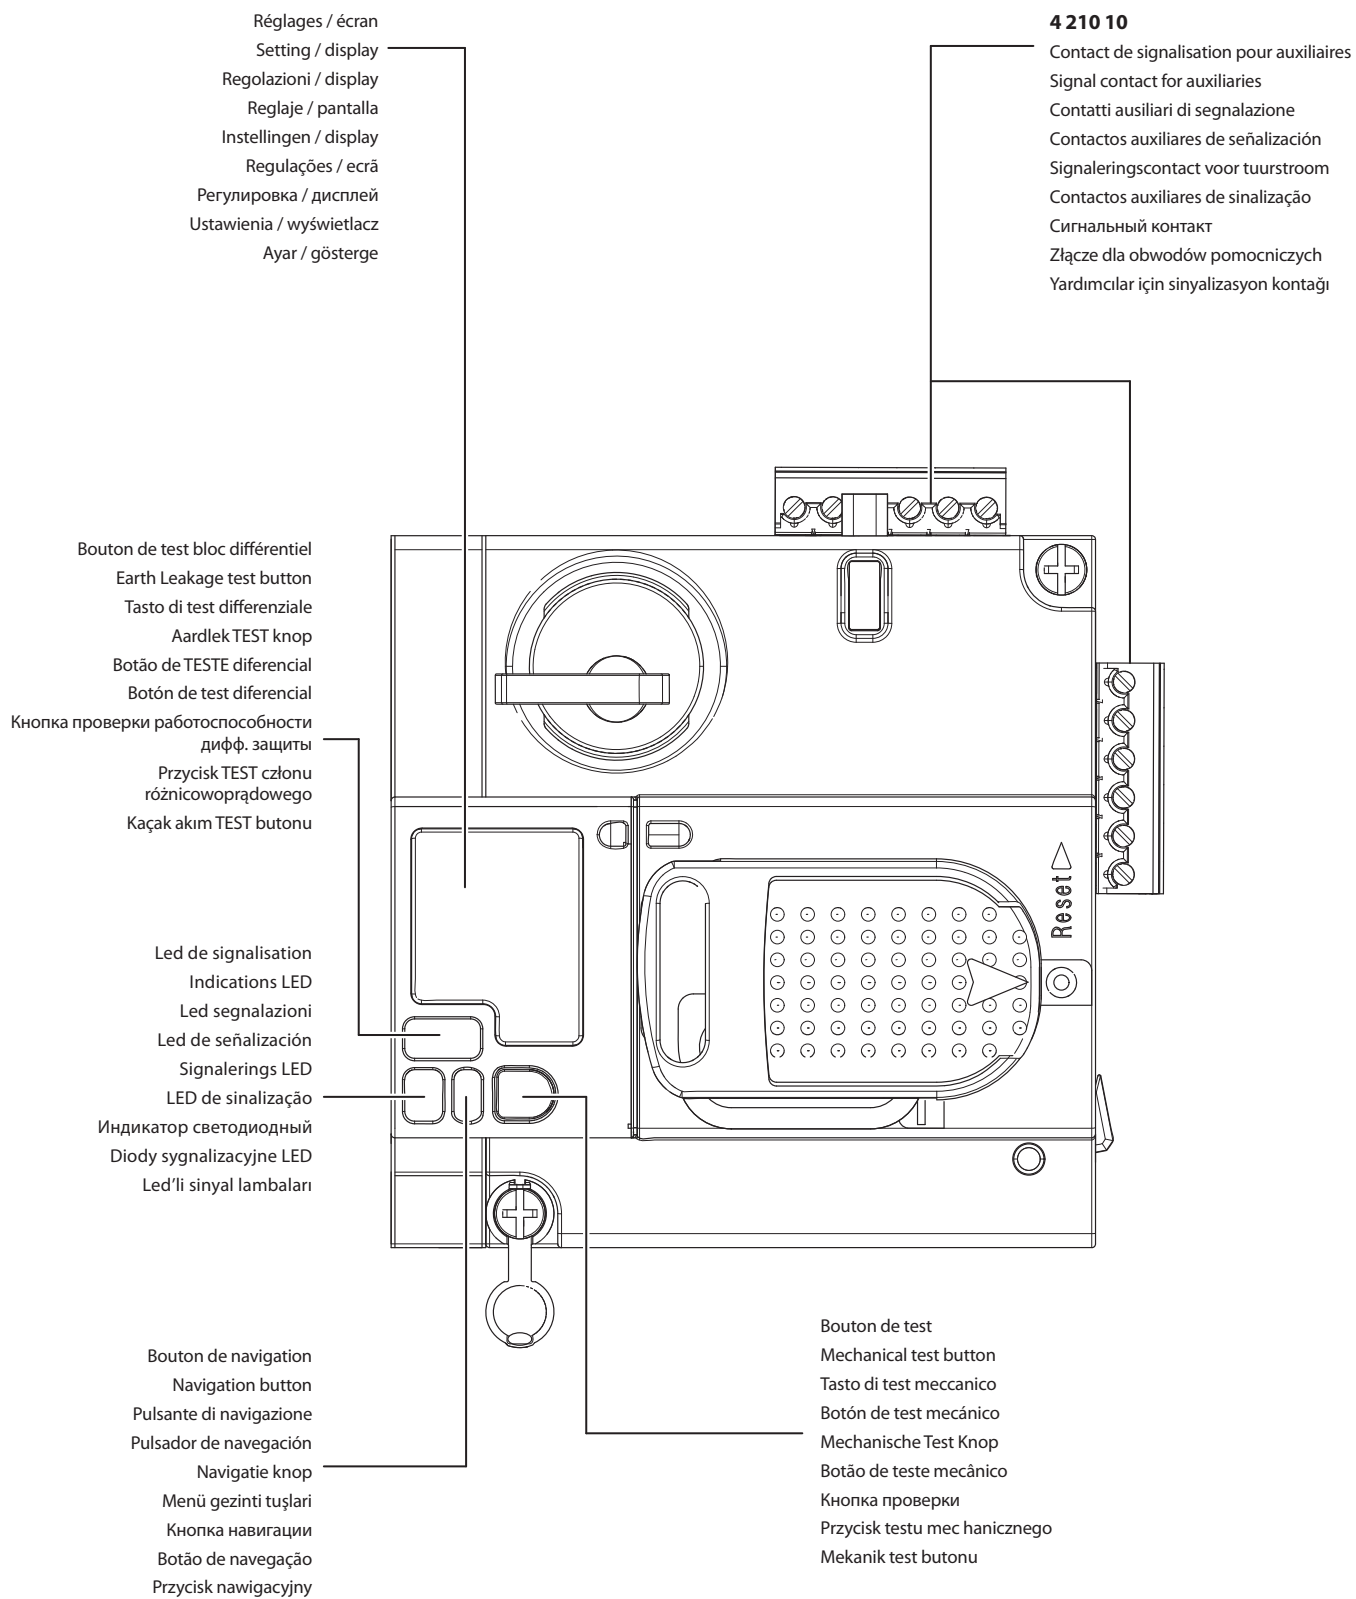 Réglages / écran
Setting / display
Regolazioni / display
Reglaje / pantalla
Instellingen / display
Regulações / ecrã
Регулировка / дисплей
Ustawienia / wyświetlacz
Ayar / gösterge
4 210 10
Contact de signalisation pour auxiliaires
Signal contact for auxiliaries
Contatti ausiliari di segnalazione
Contactos auxiliares de señalización
Signaleringscontact voor tuurstroom
Contactos auxiliares de sinalização
Сигнальный контакт
Złącze dla obwodów pomocniczych
Yardımcılar için sinyalizasyon kontağı
Bouton de test bloc différentiel
Earth Leakage test button
Tasto di test differenziale
Aardlek TEST knop
Botão de TESTE diferencial
Botón de test diferencial
Кнопка проверки работоспособности
дифф. защиты
Przycisk TEST członu
różnicowoprądowego
Kaçak akım TEST butonu
Reset
Led de signalisation
Indications LED
Led segnalazioni
Led de señalización
Signalerings LED
LED de sinalização
Индикатор светодиодный
Diody sygnalizacyjne LED
Led’li sinyal lambaları
Bouton de navigation
Navigation button
Pulsante di navigazione
Pulsador de navegación
Navigatie knop
Menü gezinti tuşlari
Кнопка навигации
Botão de navegação
Przycisk nawigacyjny
Bouton de test
Mechanical test button
Tasto di test meccanico
Botón de test mecánico
Mechanische Test Knop
Botão de teste mecânico
Кнопка проверки
Przycisk testu mec hanicznego
Mekanik test butonu